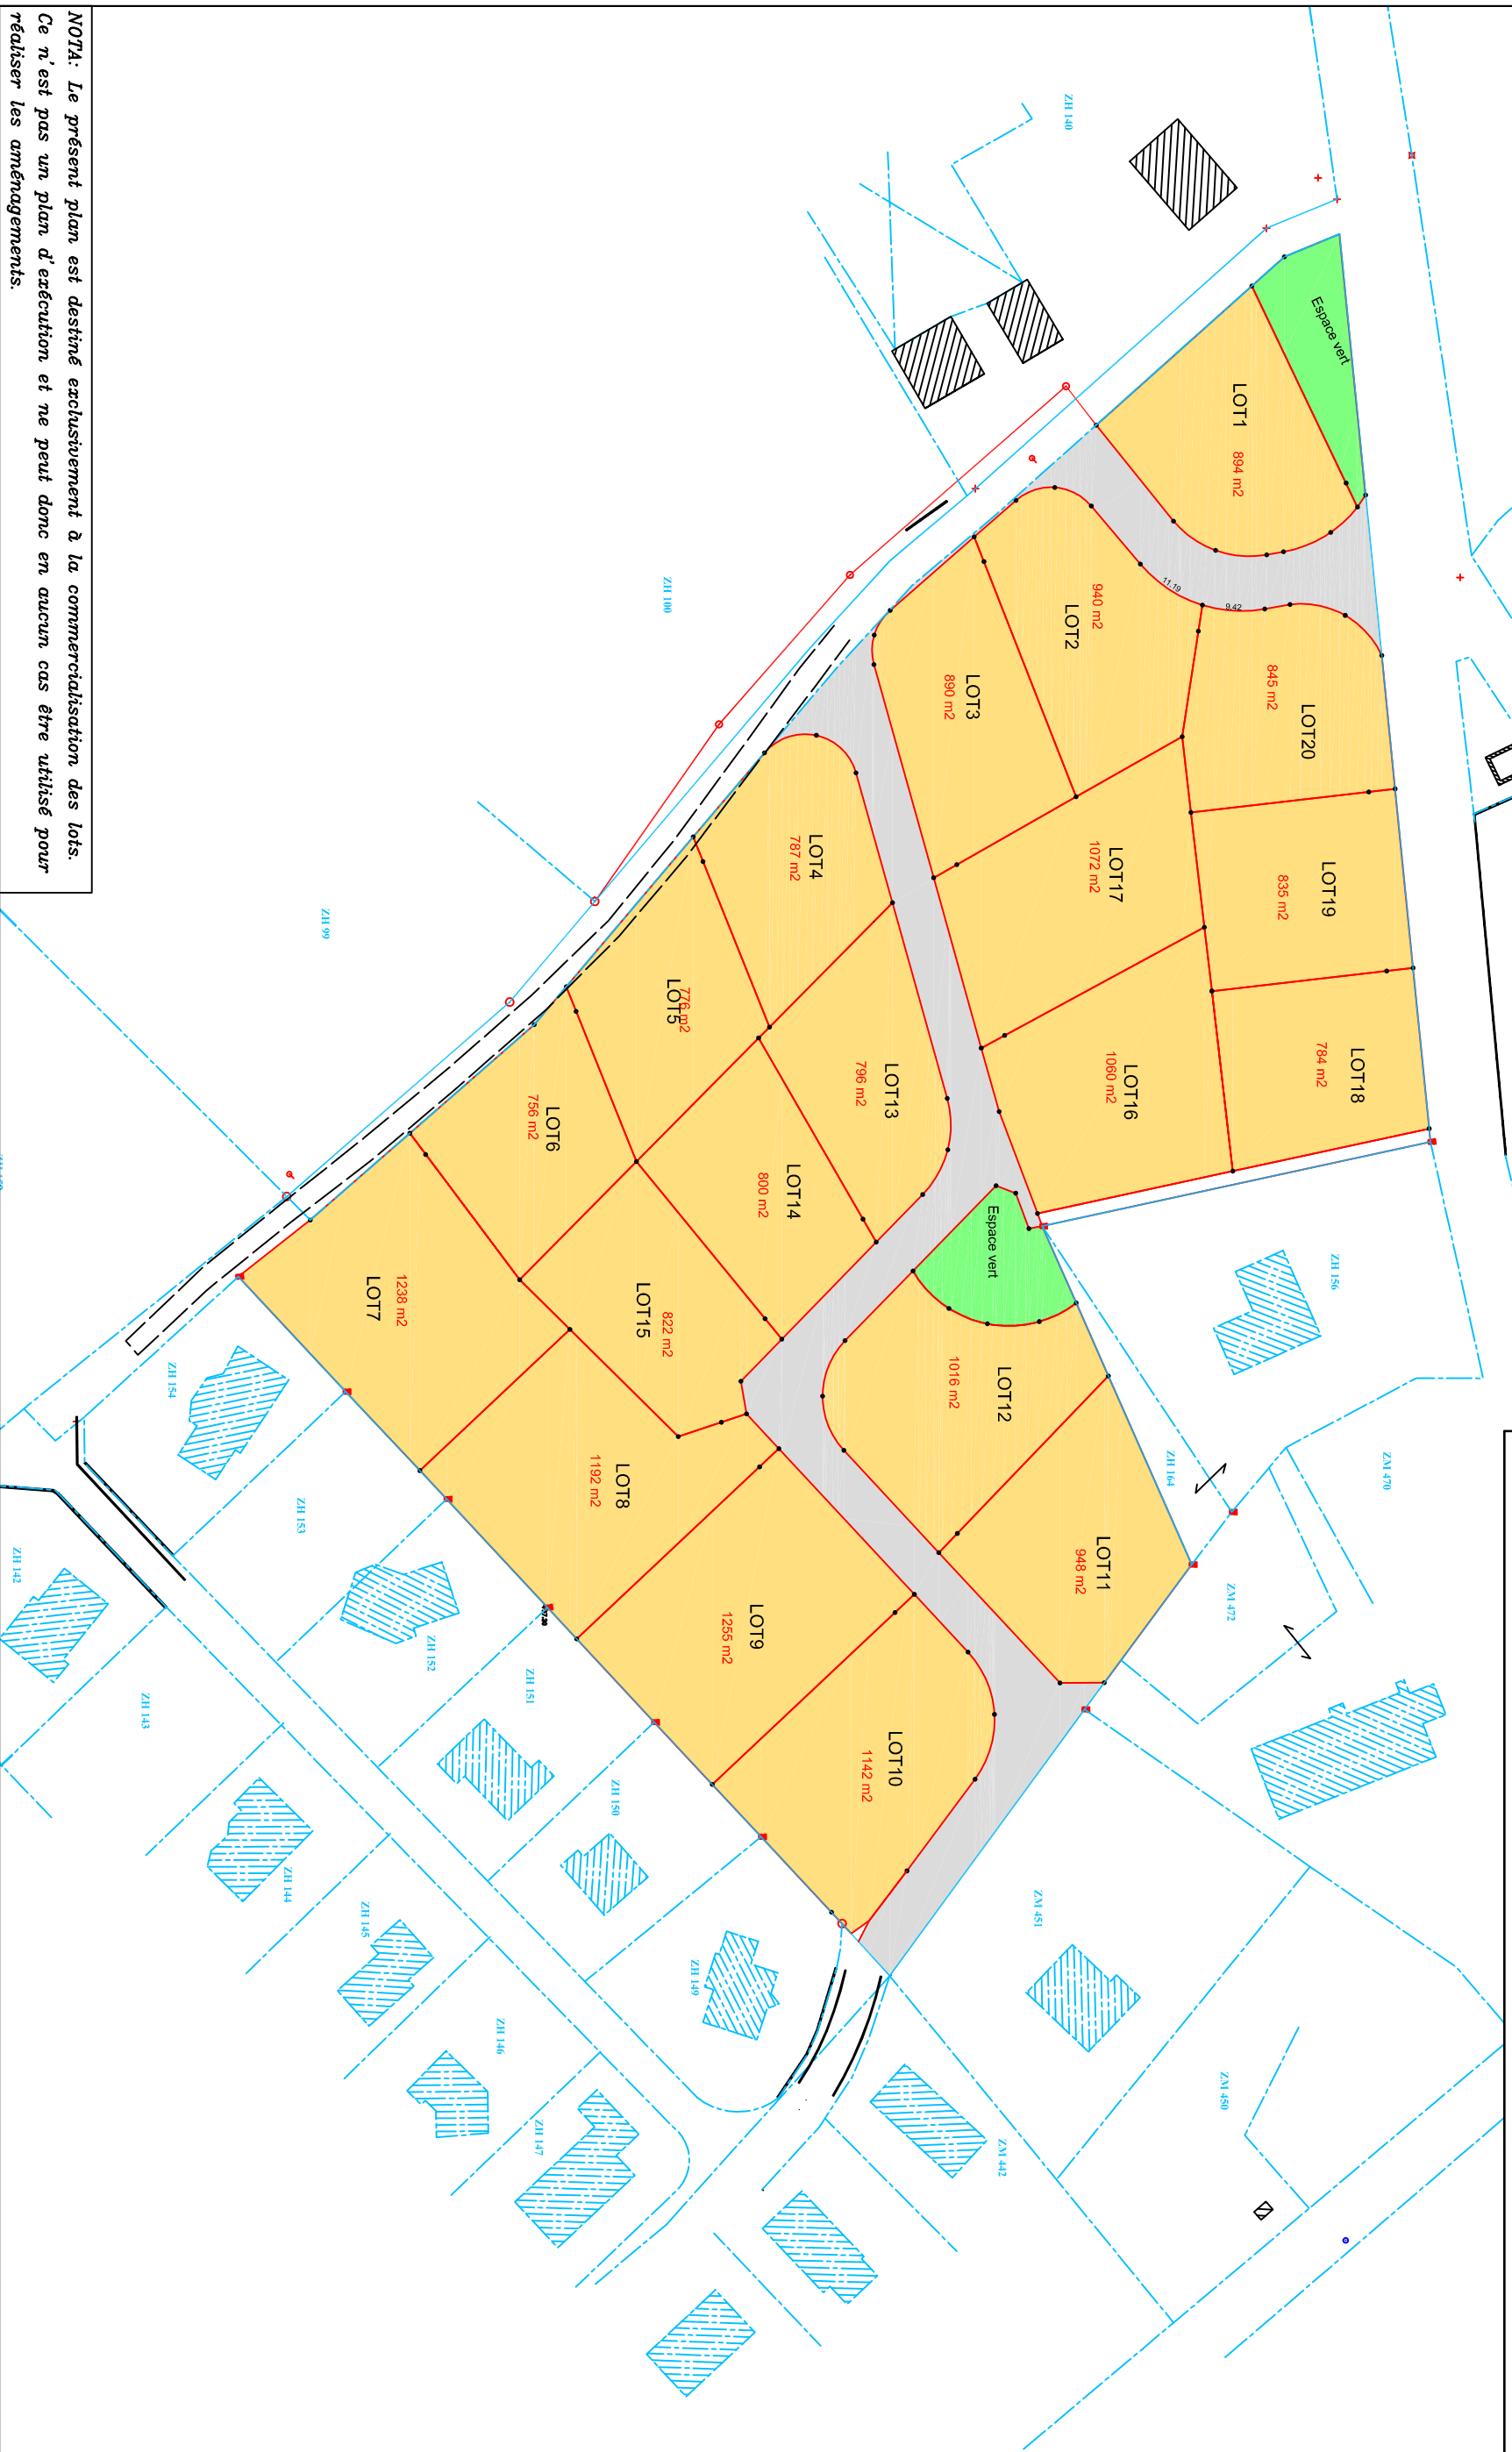 NOTA: Le présent plan est destiné exclusivement à la commercialisation des lots.
Ce n'est pas un plan d'exécution et ne peut donc en aucun cas être utilisé pour
réaliser les aménagements.
ZH 140
Espace vert
LOT1
894 m2
LOT2
940 m2
11.19
9.42
LOT20
845 m2
LOT3
890 m2
ZH 100
LOT4
787 m2
LOT17
1072 m2
LOT19
835 m2
ZH 99
LOT5
776 m2
LOT13
796 m2
LOT16
1060 m2
LOT18
784 m2
LOT6
756 m2
LOT14
800 m2
Espace vert
ZH 156
LOT7
1238 m2
LOT15
822 m2
LOT12
1016 m2
ZH 154
ZH 164
ZM 470
LOT8
1192 m2
ZH 153
LOT11
948 m2
ZM 472
ZH 142
ZH 152
LOT9
1255 m2
ZH 151
ZH 143
LOT10
1142 m2
ZH 150
ZH 144
ZH 145
ZH 149
ZM 451
ZH 146
ZH 147
ZM 442
ZM 450